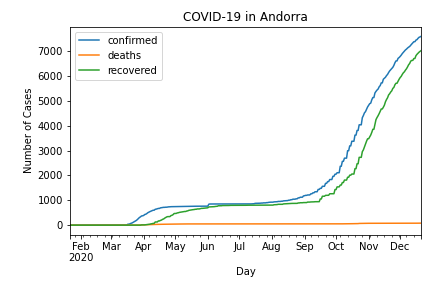 COVID-19 in Andorra
confirmed
deaths
recovered
Number of Cases
7000
6000
5000
4000
3000
2000
1000
0
Feb Mar Apr May Jun Jul Aug Sep Oct Nov Dec
2020
Day